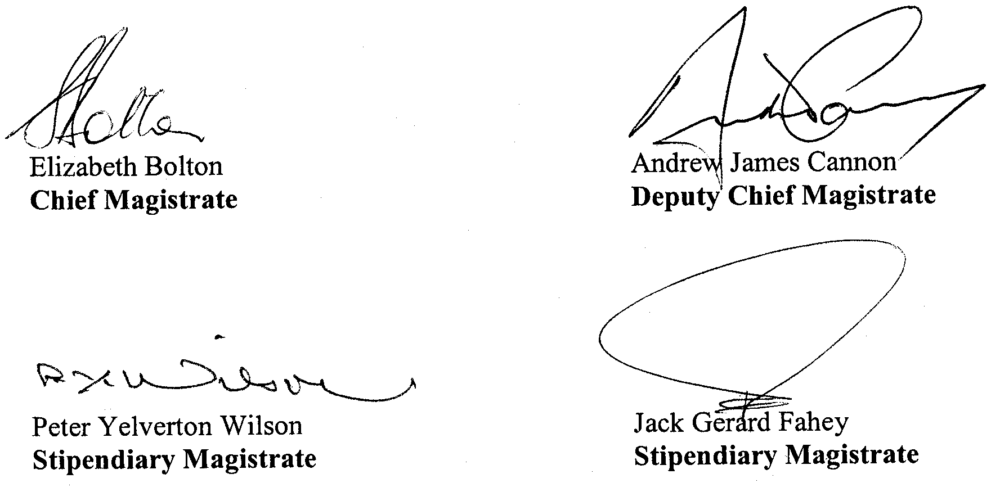 Elizabeth Bolton
Chief Magistrate
Andrew James Cannon
Deputy Chief Magistrate
Peter Yelverton Wilson
Stipendiary Magistrate
Jack Gerard Fahey
Stipendiary Magistrate